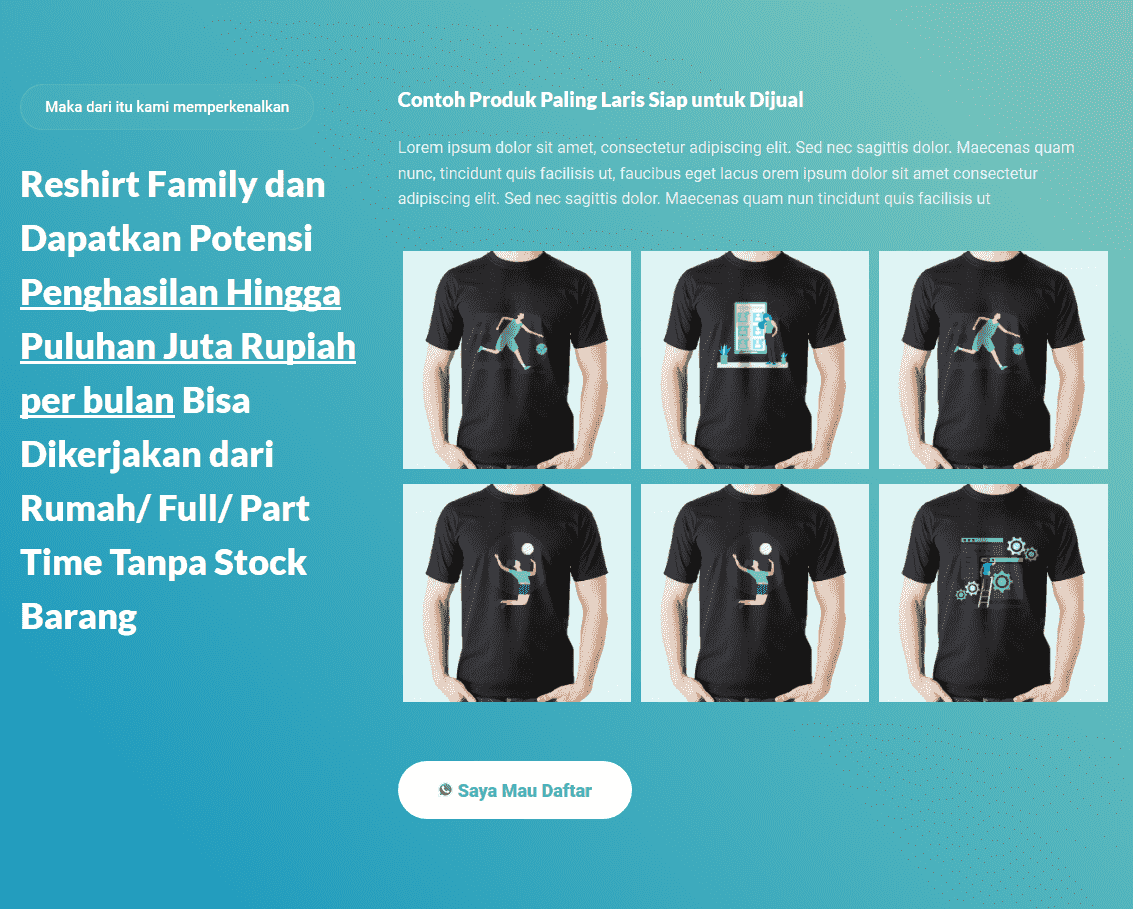 Maka dari itu kami memperkenalkan
Reshirt Family dan
Dapatkan Potensi
Penghasilan Hingga
Puluhan Juta Rupiah
per bulan Bisa
Dikerjakan dari
Rumah/ Full/ Part
Time Tanpa Stock
Barang
Contoh Produk Paling Laris Siap untuk Dijual
Lorem ipsum dolor sit amet, consectetur adipiscing elit. Sed nec sagittis dolor. Maecenas quam
nunc, tincidunt quis facilisis ut, faucibus eget lacus orem ipsum dolor sit amet consectetur
adipiscing elit. Sed nec sagittis dolor. Maecenas quam nun tincidunt quis facilisis ut
Saya Mau Daftar